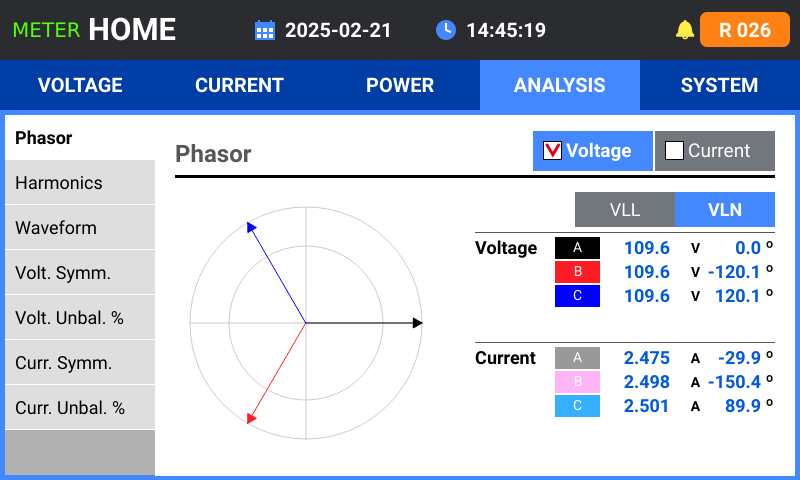 METER HOME 2025-02-21 14:45:19 R 026
VOLTAGE CURRENT POWER ANALYSIS SYSTEM
Phasor
Harmonics
Waveform
Volt. Symm.
Volt. Unbal. %
Curr. Symm.
Curr. Unbal. %
Phasor
Voltage Current
VLL VLN
Voltage A 109.6 V 0.0 º
B 109.6 V -120.1 º
C 109.6 V 120.1 º
Current A 2.475 A -29.9 º
B 2.498 A -150.4 º
C 2.501 A 89.9 º